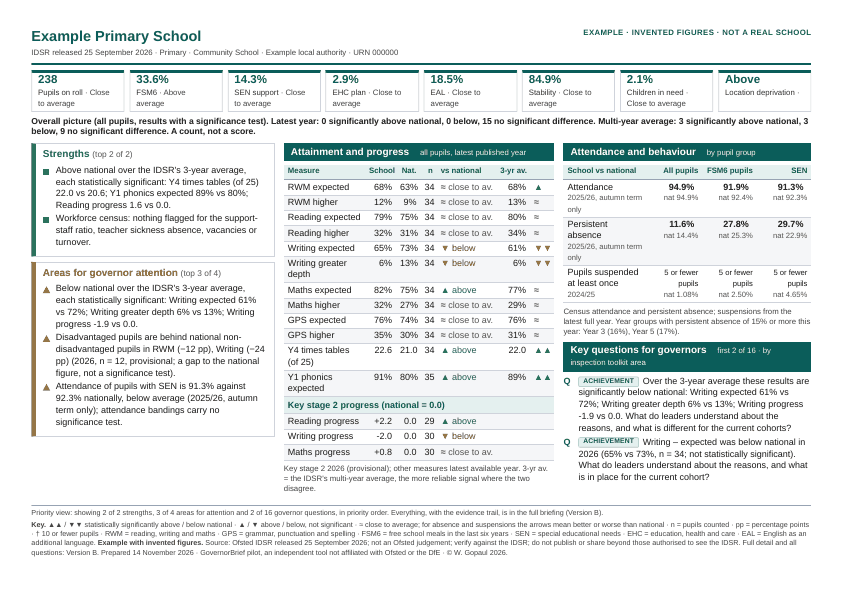 Example Primary School
EXAMPLE · INVENTED FIGURES · NOT A REAL SCHOOL
IDSR released 25 September 2026 · Primary · Community School · Example local authority · URN 000000
238
Pupils on roll · Close
to average
33.6%
FSM6 · Above
average
14.3%
SEN support · Close
to average
2.9%
EHC plan · Close to
average
18.5%
EAL · Close to
average
84.9%
Stability · Close to
average
2.1%
Children in need ·
Close to average
Above
Location deprivation ·
Overall picture (all pupils, results with a significance test). Latest year: 0 significantly above national, 0 below, 15 no significant difference. Multi-year average: 3 significantly above national, 3
below, 9 no significant difference. A count, not a score.
Strengths (top 2 of 2)
Above national over the IDSR's 3-year average,
each statistically significant: Y4 times tables (of 25)
22.0 vs 20.6; Y1 phonics expected 89% vs 80%;
Reading progress 1.6 vs 0.0.
Workforce census: nothing flagged for the support-
staff ratio, teacher sickness absence, vacancies or
turnover.
Areas for governor attention (top 3 of 4)
Below national over the IDSR's 3-year average,
each statistically significant: Writing expected 61%
vs 72%; Writing greater depth 6% vs 13%; Writing
progress -1.9 vs 0.0.
Disadvantaged pupils are behind national non-
disadvantaged pupils in RWM (−12 pp), Writing (−24
pp) (2026, n = 12, provisional; a gap to the national
figure, not a significance test).
Attendance of pupils with SEN is 91.3% against
92.3% nationally, below average (2025/26, autumn
term only); attendance bandings carry no
significance test.
Attainment and progress all pupils, latest published year
Measure School Nat. n vs national 3-yr av.
RWM expected 68% 63% 34 ≈ close to av. 68% ▲
RWM higher 12% 9% 34 ≈ close to av. 13% ≈
Reading expected 79% 75% 34 ≈ close to av. 80% ≈
Reading higher 32% 31% 34 ≈ close to av. 34% ≈
Writing expected 65% 73% 34 ▼ below 61% ▼▼
Writing greater
depth 6% 13% 34 ▼ below 6% ▼▼
Maths expected 82% 75% 34 ▲ above 77% ≈
Maths higher 32% 27% 34 ≈ close to av. 29% ≈
GPS expected 76% 74% 34 ≈ close to av. 76% ≈
GPS higher 35% 30% 34 ≈ close to av. 31% ≈
Y4 times tables
(of 25) 22.6 21.0 34 ▲ above 22.0 ▲▲
Y1 phonics
expected 91% 80% 35 ▲ above 89% ▲▲
Key stage 2 progress (national = 0.0)
Reading progress +2.2 0.0 29 ▲ above
Writing progress -2.0 0.0 30 ▼ below
Maths progress +0.8 0.0 30 ≈ close to av.
Key stage 2 2026 (provisional); other measures latest available year. 3-yr av.
= the IDSR's multi-year average, the more reliable signal where the two
disagree.
Attendance and behaviour by pupil group
School vs national All pupils FSM6 pupils SEN
Attendance 94.9% 91.9% 91.3%
2025/26, autumn term nat 94.9% nat 92.4% nat 92.3%
only
Persistent 11.6% 27.8% 29.7%
absence nat 14.4% nat 25.3% nat 22.9%
2025/26, autumn term
only
Pupils suspended 5 or fewer 5 or fewer 5 or fewer
at least once pupils pupils pupils
2024/25 nat 1.08% nat 2.50% nat 4.65%
Census attendance and persistent absence; suspensions from the
latest full year. Year groups with persistent absence of 15% or more this
year: Year 3 (16%), Year 5 (17%).
Key questions for governors first 2 of 16 · by
inspection toolkit area
Q ACHIEVEMENT Over the 3-year average these results are
significantly below national: Writing expected 61% vs
72%; Writing greater depth 6% vs 13%; Writing progress
-1.9 vs 0.0. What do leaders understand about the
reasons, and what is different for the current cohorts?
Q ACHIEVEMENT Writing – expected was below national in
2026 (65% vs 73%, n = 34; not statistically significant).
What do leaders understand about the reasons, and what
is in place for the current cohort?
Priority view: showing 2 of 2 strengths, 3 of 4 areas for attention and 2 of 16 governor questions, in priority order. Everything, with the evidence trail, is in the full briefing (Version B).
Key. ▲▲ / ▼▼ statistically significantly above / below national · ▲ / ▼ above / below, not significant · ≈ close to average; for absence and suspensions the arrows mean better or worse than national · n = pupils counted · pp = percentage points
· † 10 or fewer pupils · RWM = reading, writing and maths · GPS = grammar, punctuation and spelling · FSM6 = free school meals in the last six years · SEN = special educational needs · EHC = education, health and care · EAL = English as an
additional language. Example with invented figures. Source: Ofsted IDSR released 25 September 2026; not an Ofsted judgement; verify against the IDSR; do not publish or share beyond those authorised to see the IDSR. Full detail and all
questions: Version B. Prepared 14 November 2026 · GovernorBrief pilot, an independent tool not affiliated with Ofsted or the DfE · © W. Gopaul 2026.